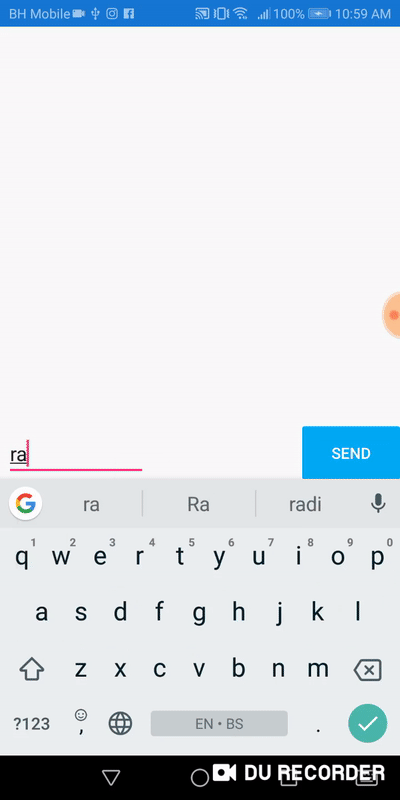 BH Mobile 100% 10:59 AM
ra
SEND
ra Ra radi
1 2 3 4 5 6 7 8 9 0
q w e r t y u i o p
a s d f g h j k l
z x c v b n m
?123 , EN • BS .
DU RECORDER